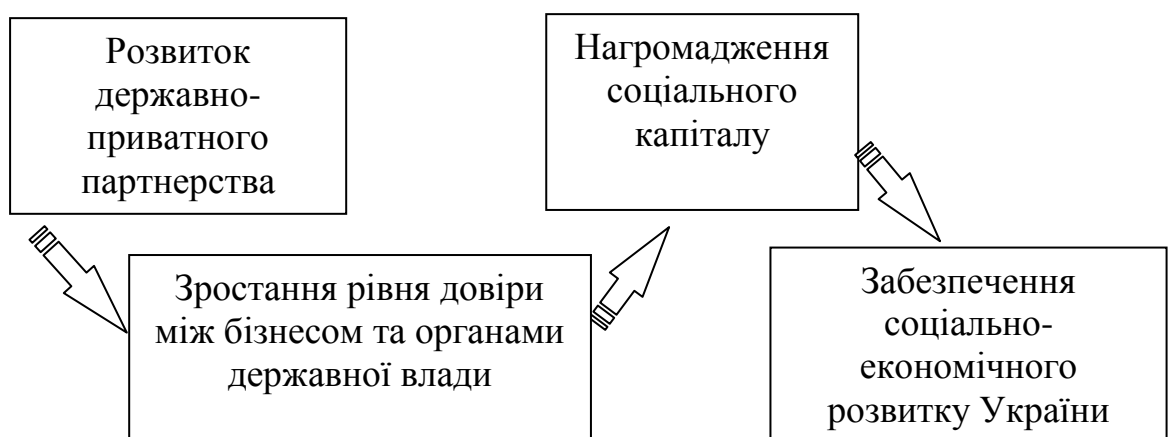 Розвиток
державно-
приватного
партнерства
Зростання рівня довіри
між бізнесом та органами
державної влади
Нагромадження
соціального
капіталу
Забезпечення
соціально-
економічного
розвитку України